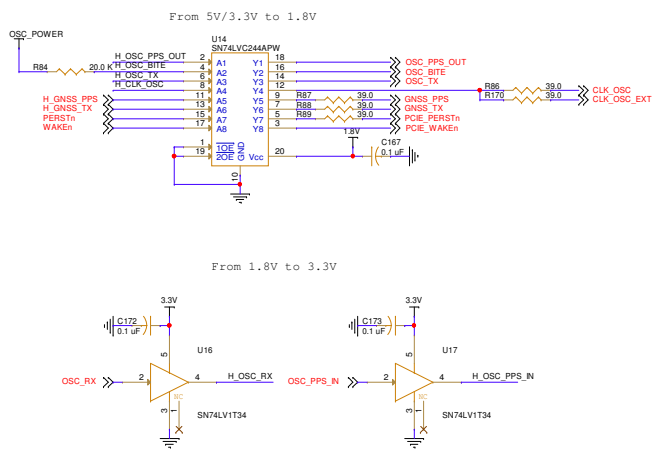 From 5V/3.3V to 1.8V
OSC_POWER
U14
SN74LVC244APW
R84 20.0 K
H_OSC_PPS_OUT 2 A1 Y1 18 OSC_PPS_OUT
H_OSC_BITE 4 A2 Y2 16 OSC_BITE
H_OSC_TX 6 A3 Y3 14 OSC_TX
H_CLK_OSC 8 A4 Y4 12 R86 39.0 CLK_OSC
R170 39.0 CLK_OSC_EXT
H_GNSS_PPS 11 A5 Y5 9 R87 39.0 GNSS_PPS
H_GNSS_TX 13 A6 Y6 7 R88 39.0 GNSS_TX
PERSTn 15 A7 Y7 5 R89 39.0 PCIE_PERSTn
WAKEn 17 A8 Y8 3 PCIE_WAKEn
1.8V
C167
0.1 uF
1 1OE
19 2OE GND Vcc 20
10
From 1.8V to 3.3V
3.3V
C172
0.1 uF
U16
5
OSC_RX 2 4 H_OSC_RX
NC
3 1
SN74LV1T34
3.3V
C173
0.1 uF
U17
5
OSC_PPS_IN 2 4 H_OSC_PPS_IN
NC
3 1
SN74LV1T34